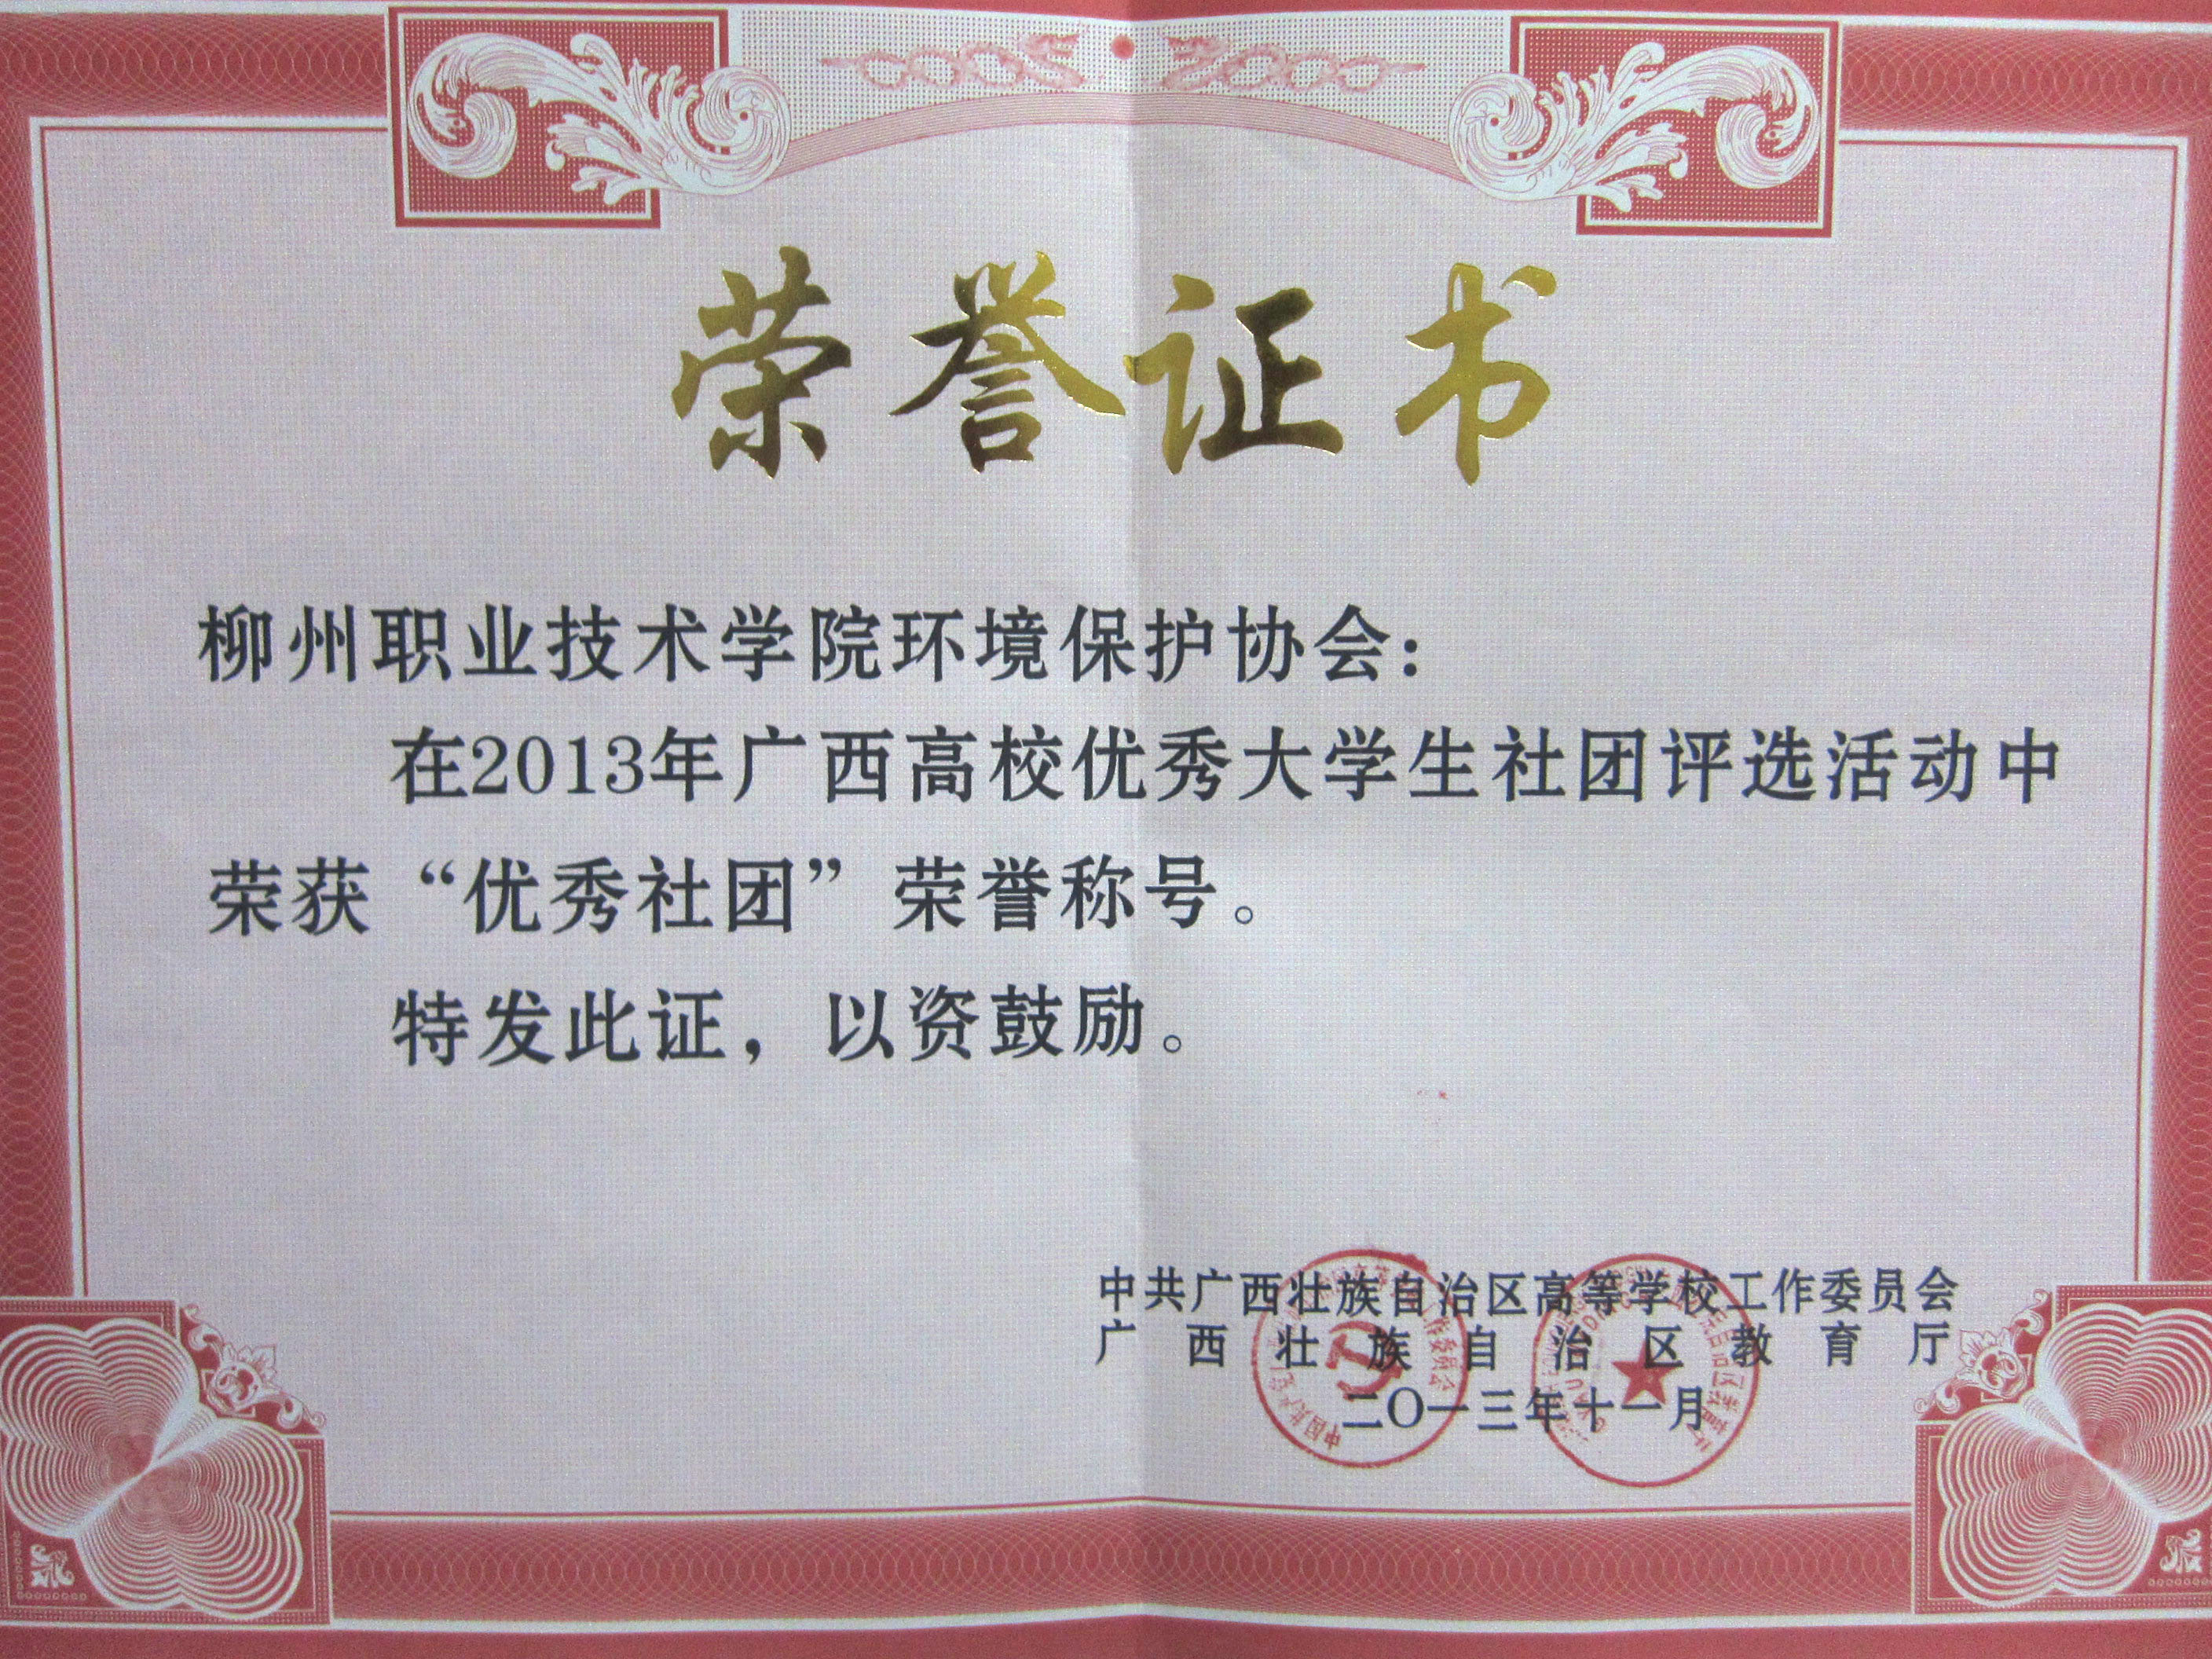 荣誉证书
柳州职业技术学院环境保护协会：
在2013年广西高校优秀大学生社团评选活动中
荣获“优秀社团”荣誉称号。
特发此证，以资鼓励。
中共广西壮族自治区高等学校工作委员会
广西壮族自治区教育厅
二〇一三年十一月